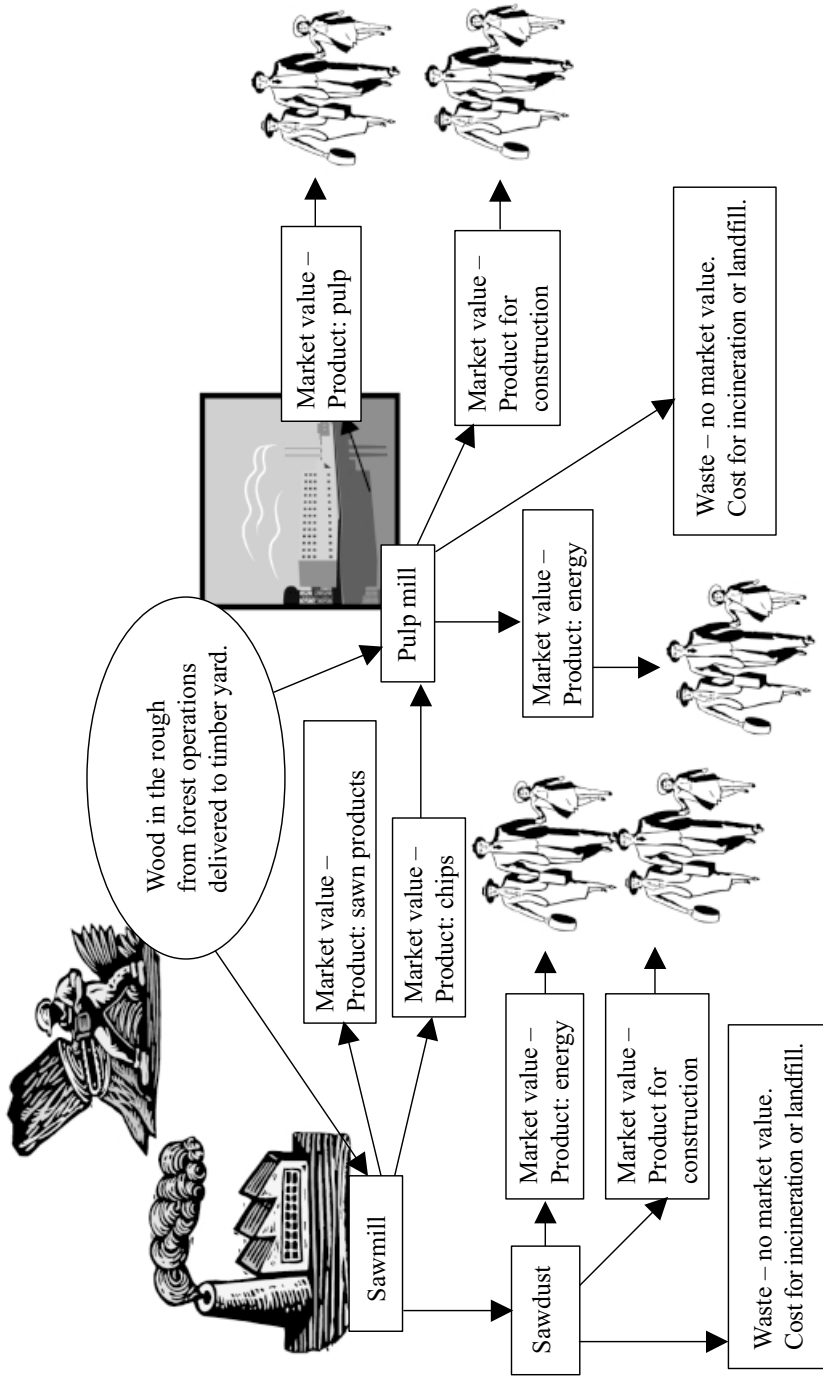 Wood in the rough
from forest operations
delivered to timber yard.
Sawmill
Market value –
Product: sawn products
Market value –
Product: chips
Pulp mill
Market value –
Product: pulp
Market value –
Product for
construction
Waste – no market value.
Cost for incineration or landfill.
Market value –
Product: energy
Sawdust
Market value –
Product: energy
Market value –
Product for
construction
Waste – no market value.
Cost for incineration or landfill.